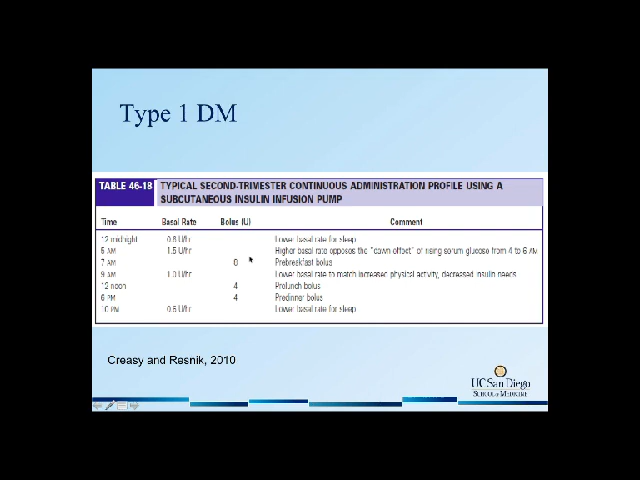 Type 1 DM
TABLE 46-18 TYPICAL SECOND-TRIMESTER CONTINUOUS ADMINISTRATION PROFILE USING A
SUBCUTANEOUS INSULIN INFUSION PUMP
Time Basal Rate Bolus (U) Comment
12 midnight U/hr Lower basal rate for sleep
5 AM 1.5 U/hr Higher basal rate opposes the "dawn effect" of rising serum glucose from 4 to 6 AM
7 AM Prebreakfast bolus
9 AM 1.0 U/hr Lower basal rate to match increased physical activity, decreased insulin needs
12 noon 4 Prelunch bolus
6 PM 4 Predinner bolus
10 PM U/hr Lower basal rate for sleep
Creasy and Resnik, 2010
UC San Diego
SCHOOL of MEDICINE